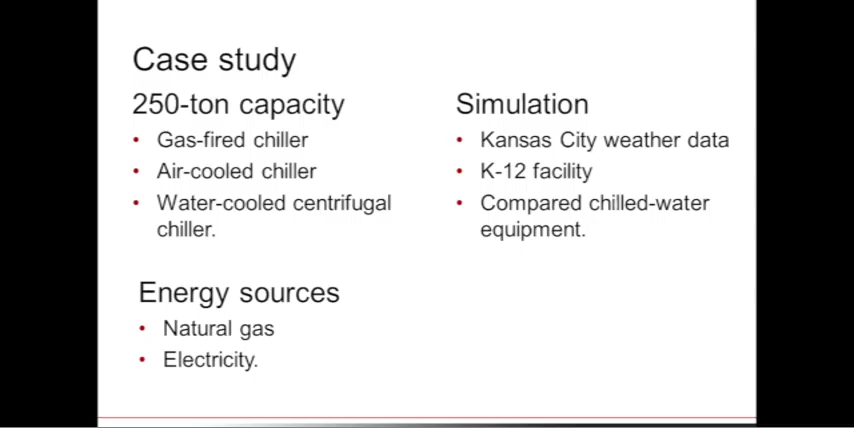 Case study
250-ton capacity
• Gas-fired chiller
• Air-cooled chiller
• Water-cooled centrifugal
chiller.
Simulation
• Kansas City weather data
• K-12 facility
• Compared chilled-water
equipment.
Energy sources
• Natural gas
• Electricity.